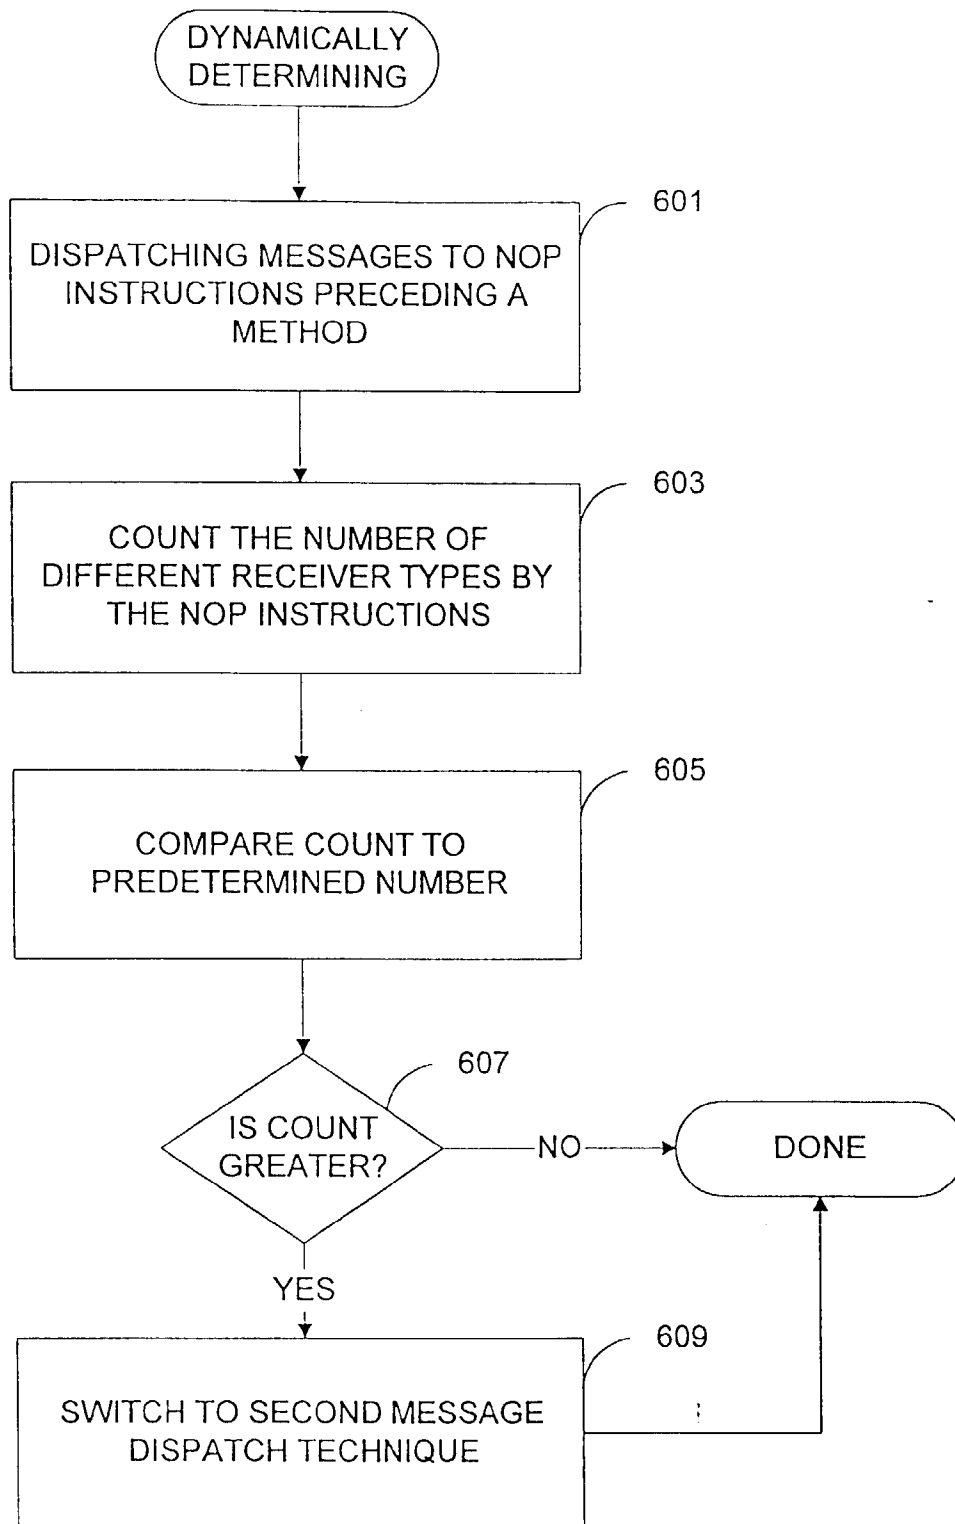 DYNAMICALLY
DETERMINING
601
DISPATCHING MESSAGES TO NOP
INSTRUCTIONS PRECEDING A
METHOD
603
COUNT THE NUMBER OF
DIFFERENT RECEIVER TYPES BY
THE NOP INSTRUCTIONS
605
COMPARE COUNT TO
PREDETERMINED NUMBER
607
IS COUNT
GREATER?
NO
DONE
YES
609
SWITCH TO SECOND MESSAGE
DISPATCH TECHNIQUE